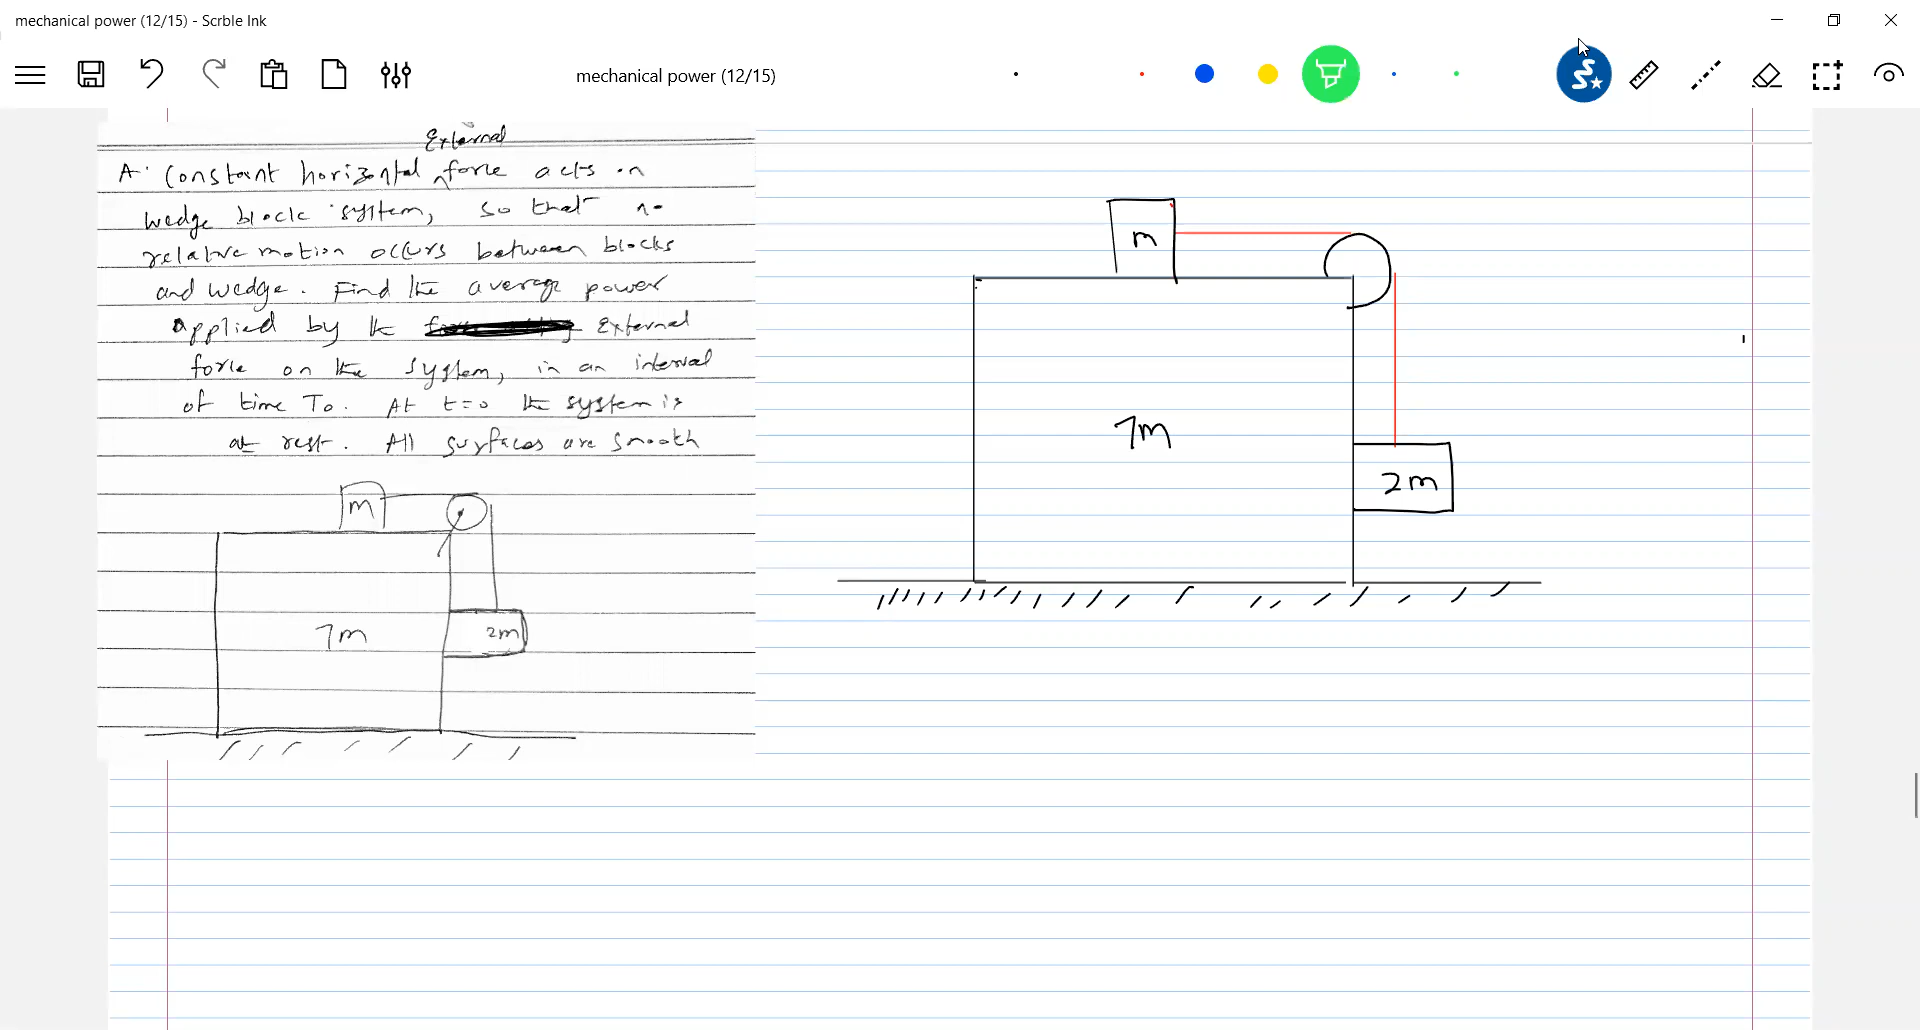 mechanical power (12/15) - Scrble Ink
mechanical power (12/15)
External
A constant horizontal ^ force acts on
wedge block system, so that no
relative motion occurs between blocks
and wedge. Find the average power
applied by the External
force on the system, in an interval
of time To. At t=0 the system is
at rest. All surfaces are smooth
m
7m
2m
m
7m
2m